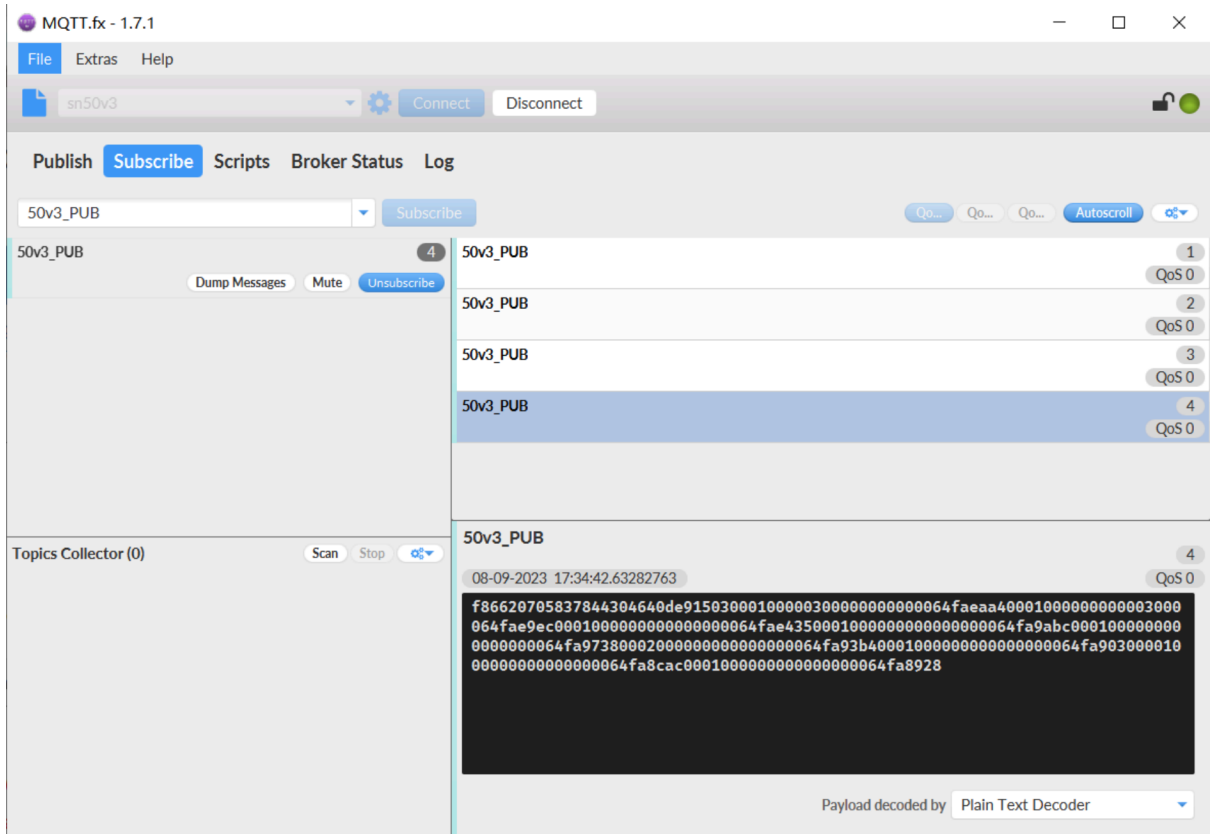 MQTT.fx - 1.7.1
File Extras Help
sn50v3 Connect Disconnect
Publish Subscribe Scripts Broker Status Log
50v3_PUB Subscribe Qo... Qo... Qo... Autoscroll
50v3_PUB 4
Dump Messages Mute Unsubscribe
50v3_PUB 1
QoS 0
50v3_PUB 2
QoS 0
50v3_PUB 3
QoS 0
50v3_PUB 4
QoS 0
Topics Collector (0) Scan Stop
50v3_PUB
4
08-09-2023 17:34:42.63282763 QoS 0
f86620705837844304640de9150300010000030000000000064faeaa40001000000000003000
064fae9ec0001000000000000000064fae4350001000000000000000064fa9abc000100000000
0000000064fa97380002000000000000000064fa93b40001000000000000000064fa903000010
00000000000000064fa8cac0001000000000000000064fa8928
Payload decoded by Plain Text Decoder